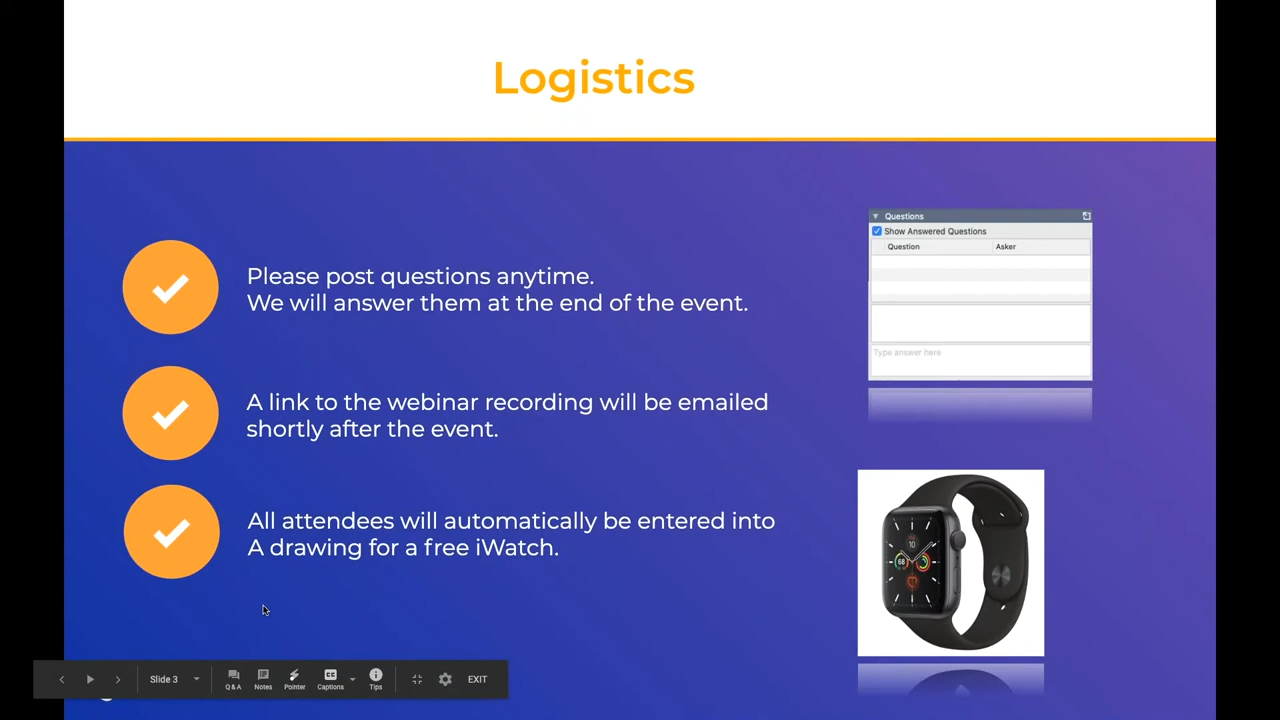 Logistics
Please post questions anytime.
We will answer them at the end of the event.
A link to the webinar recording will be emailed
shortly after the event.
All attendees will automatically be entered into
A drawing for a free iWatch.
Questions
Show Answered Questions
Question Asker
Type answer here
10
68
Slide 3
Q & A Notes Pointer Captions Tips EXIT